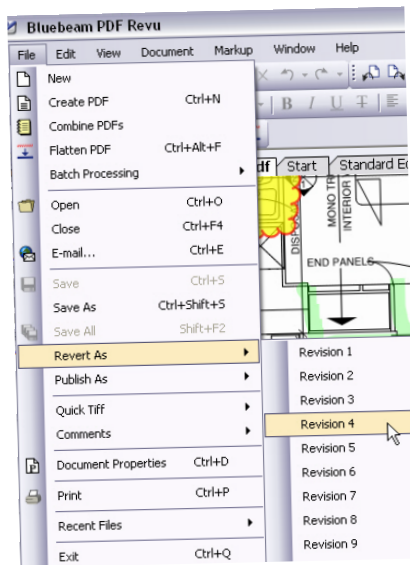 Bluebeam PDF Revu
File Edit View Document Markup Window Help
New
Create PDF Ctrl+N
Combine PDFs
Flatten PDF Ctrl+Alt+F
Batch Processing
Open Ctrl+O
Close Ctrl+F4
E-mail... Ctrl+E
Save Ctrl+S
Save As Ctrl+Shift+S
Save All Shift+F2
Revert As
Publish As
Quick Tiff
Comments
Document Properties Ctrl+D
Print Ctrl+P
Recent Files
Exit Ctrl+Q
Revision 1
Revision 2
Revision 3
Revision 4
Revision 5
Revision 6
Revision 7
Revision 8
Revision 9
B I U T
Start Standard
MONO
INTERIOR
END PANELS